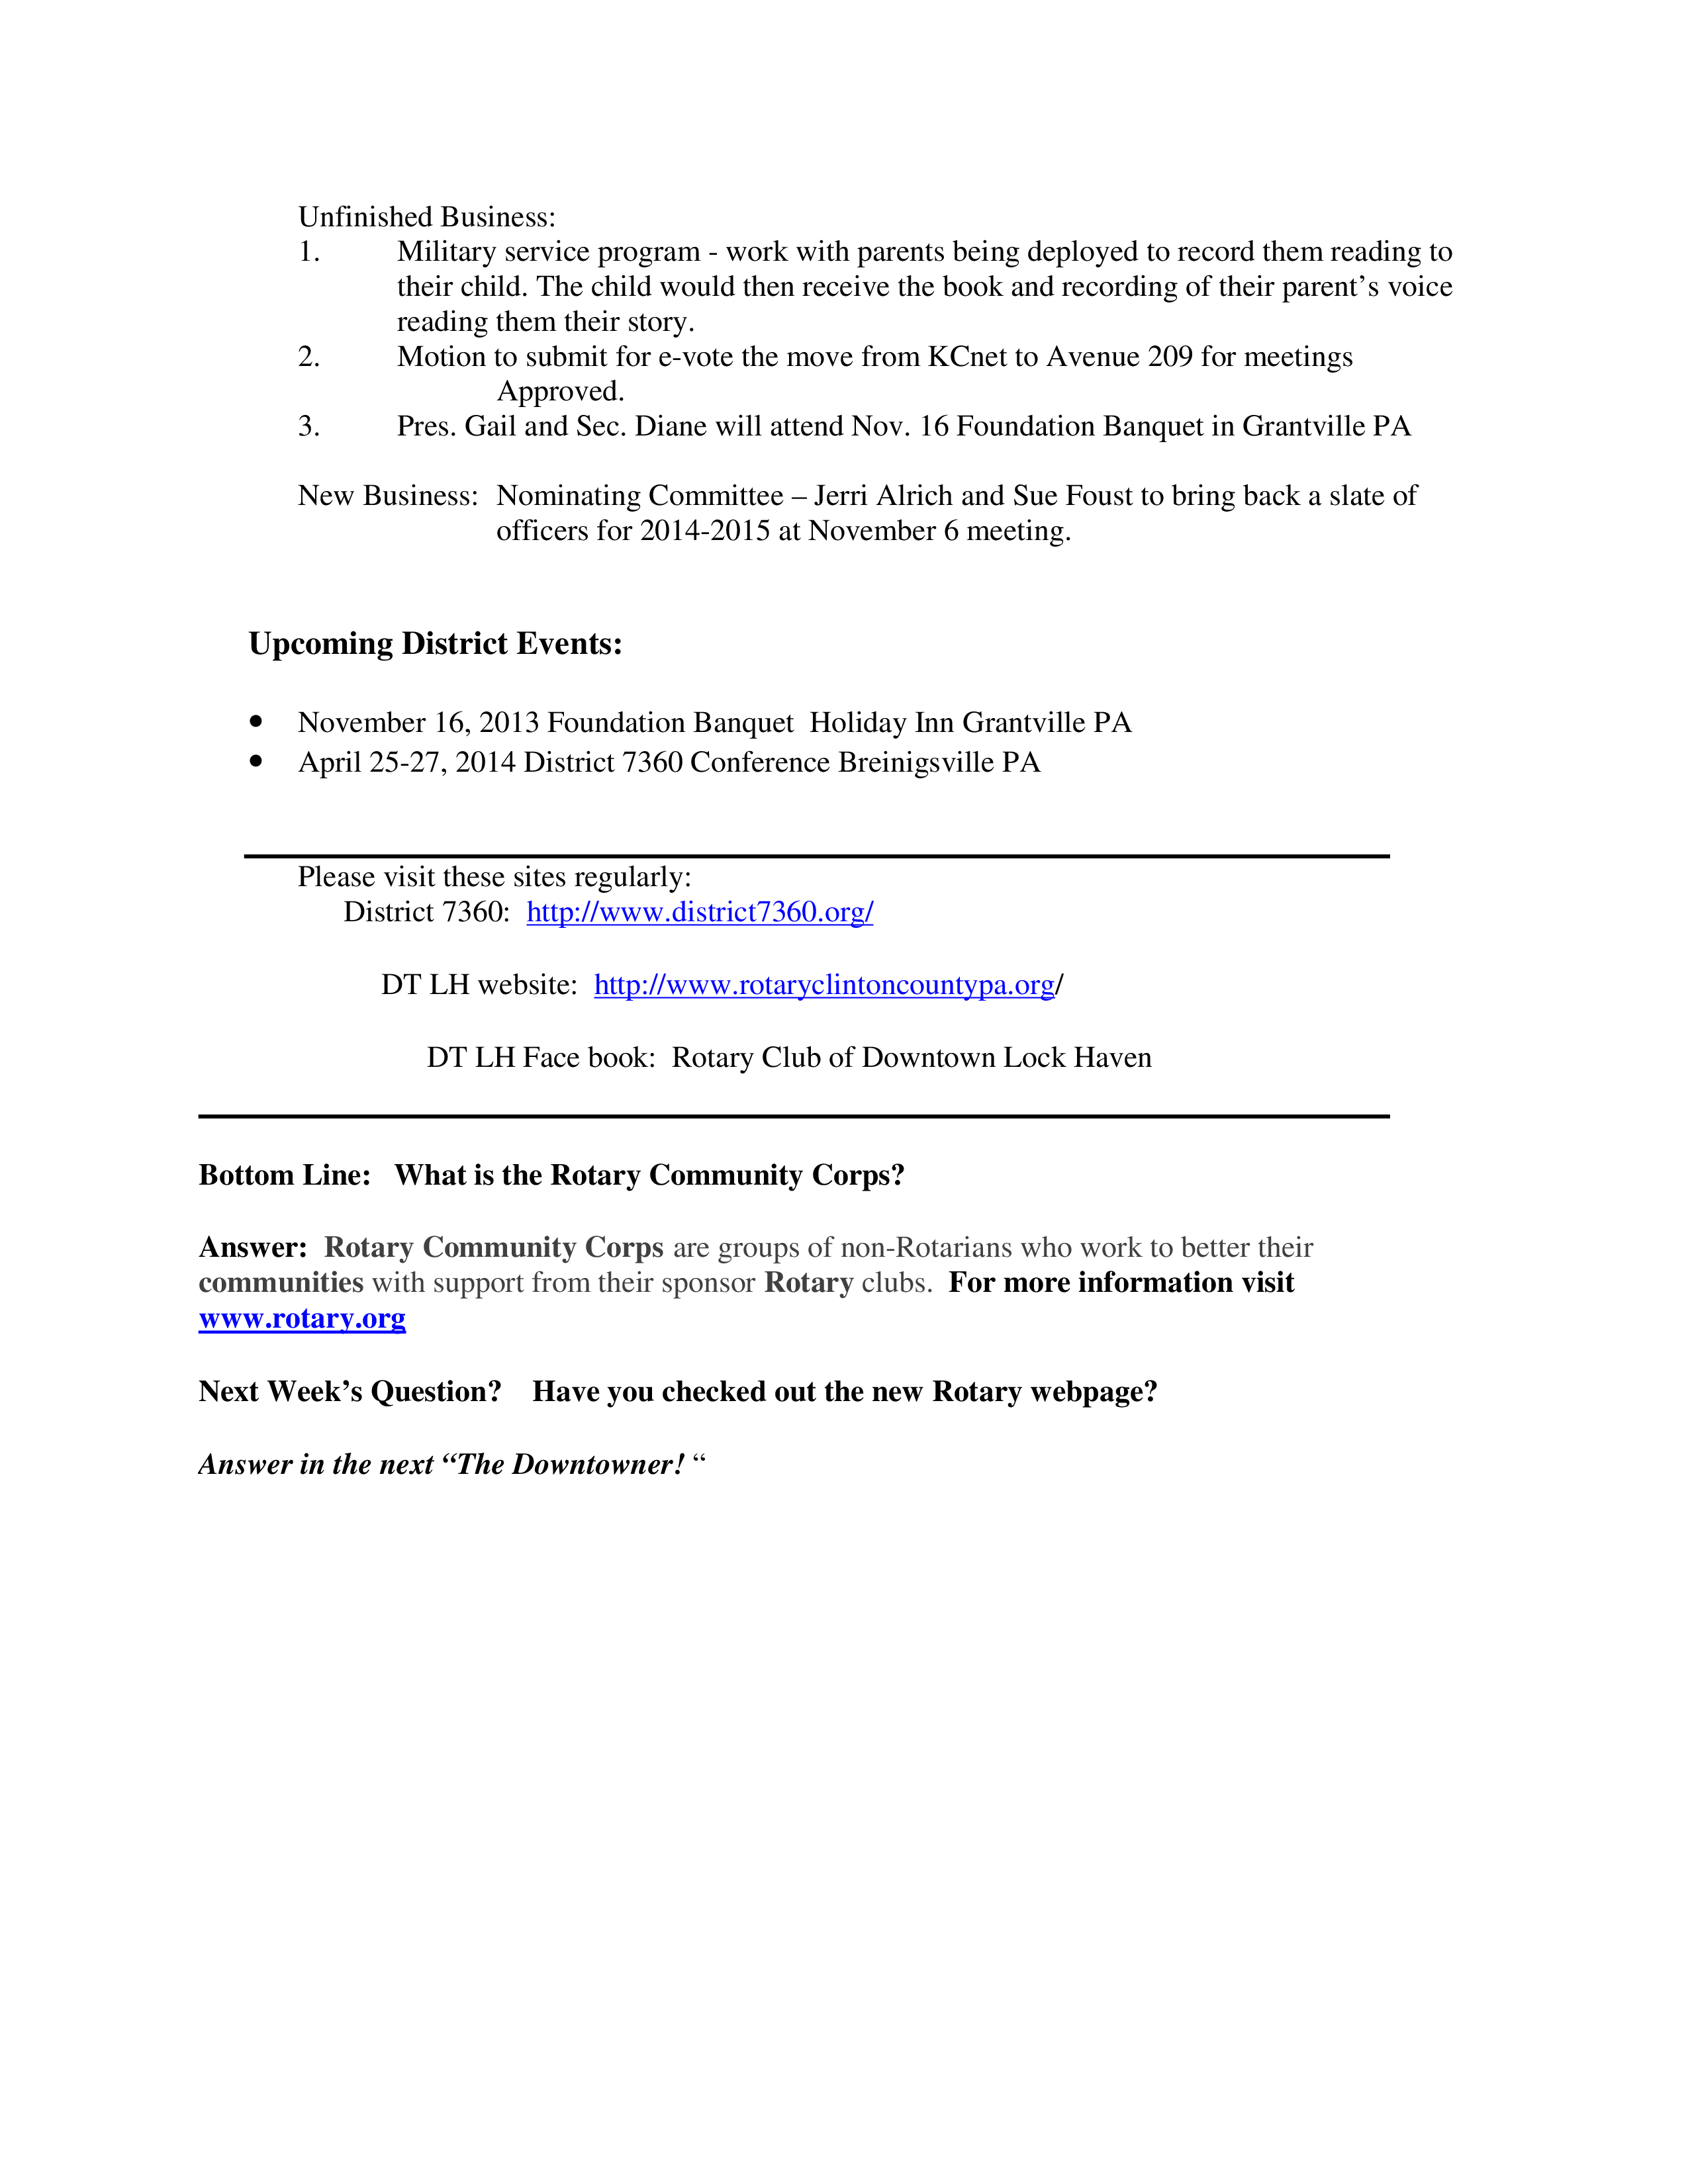 Unfinished Business:
1. Military service program - work with parents being deployed to record them reading to
their child. The child would then receive the book and recording of their parent’s voice
reading them their story.
2. Motion to submit for e-vote the move from KCnet to Avenue 209 for meetings
Approved.
3. Pres. Gail and Sec. Diane will attend Nov. 16 Foundation Banquet in Grantville PA
New Business: Nominating Committee – Jerri Alrich and Sue Foust to bring back a slate of
officers for 2014-2015 at November 6 meeting.
Upcoming District Events:
• November 16, 2013 Foundation Banquet Holiday Inn Grantville PA
• April 25-27, 2014 District 7360 Conference Breinigsville PA
Please visit these sites regularly:
District 7360: http://www.district7360.org/
DT LH website: http://www.rotaryclintoncountypa.org/
DT LH Face book: Rotary Club of Downtown Lock Haven
Bottom Line: What is the Rotary Community Corps?
Answer: Rotary Community Corps are groups of non-Rotarians who work to better their
communities with support from their sponsor Rotary clubs. For more information visit
www.rotary.org
Next Week’s Question? Have you checked out the new Rotary webpage?
Answer in the next “The Downtowner! “